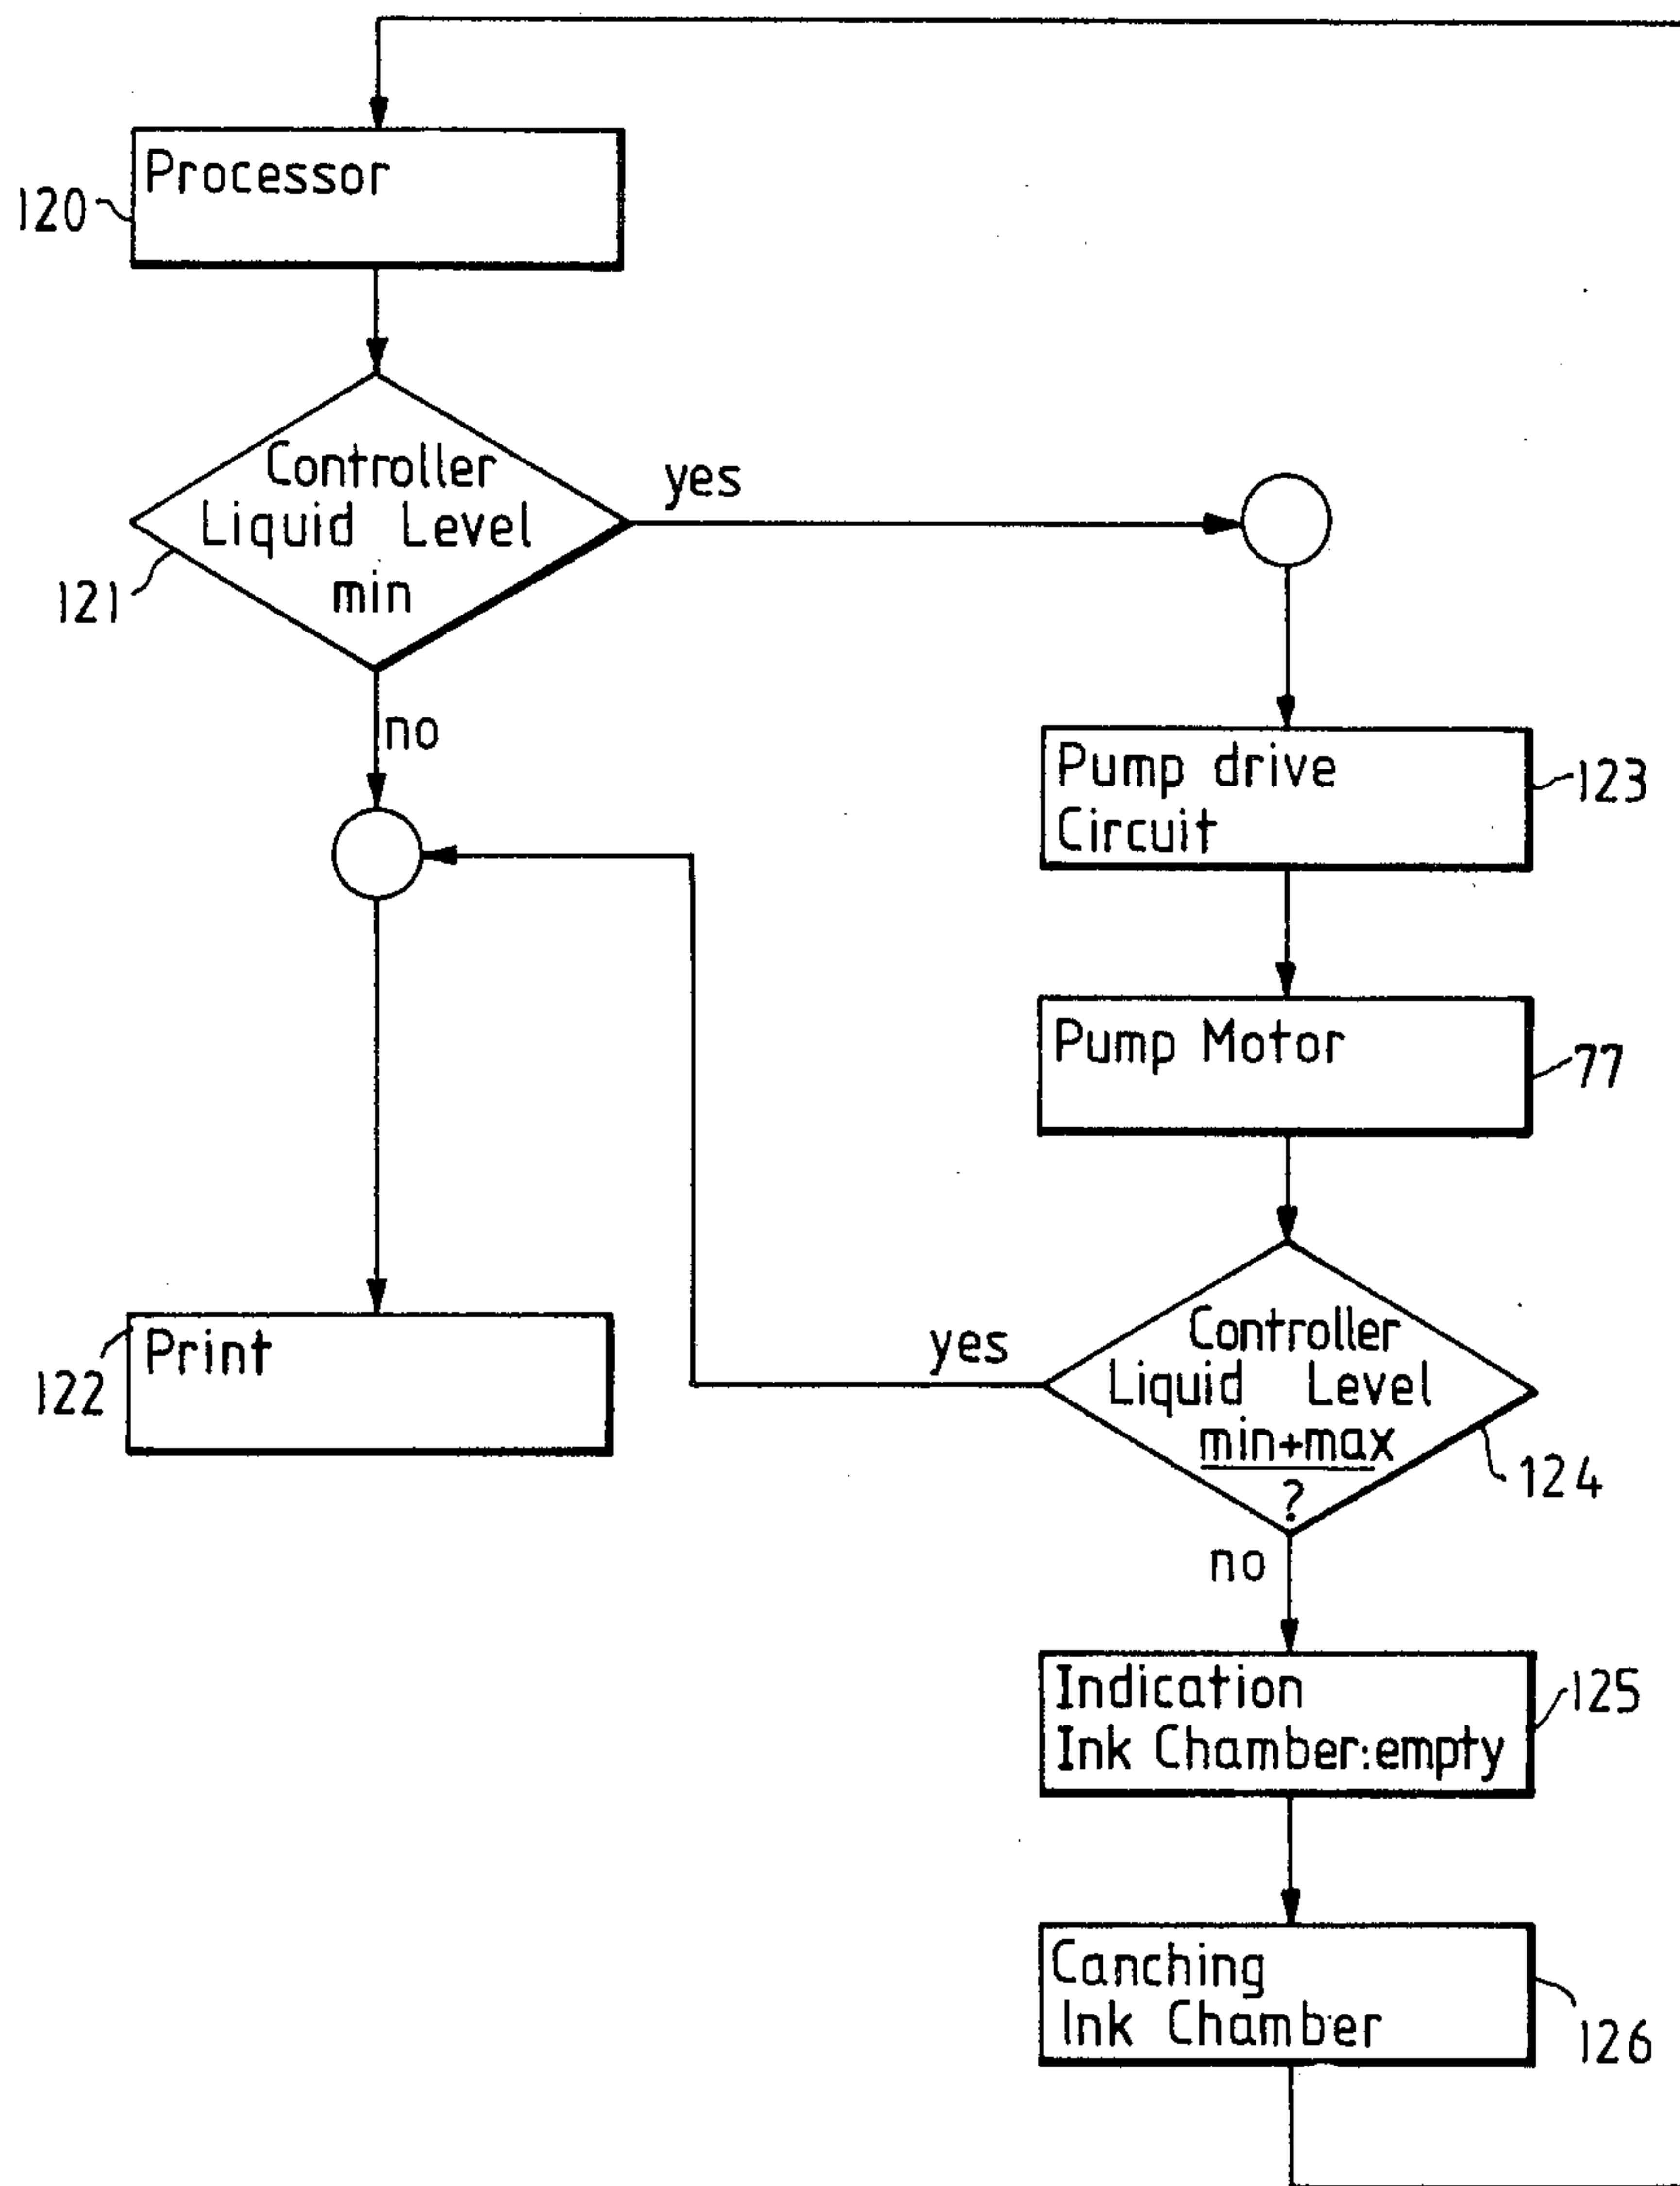 Processor
120
Controller
Liquid Level
min
yes
121
no
Pump drive
Circuit
123
Pump Motor
77
Print
122
yes
Controller
Liquid Level
min+max
?
124
no
Indication
Ink Chamber:empty
125
Canching
Ink Chamber
126